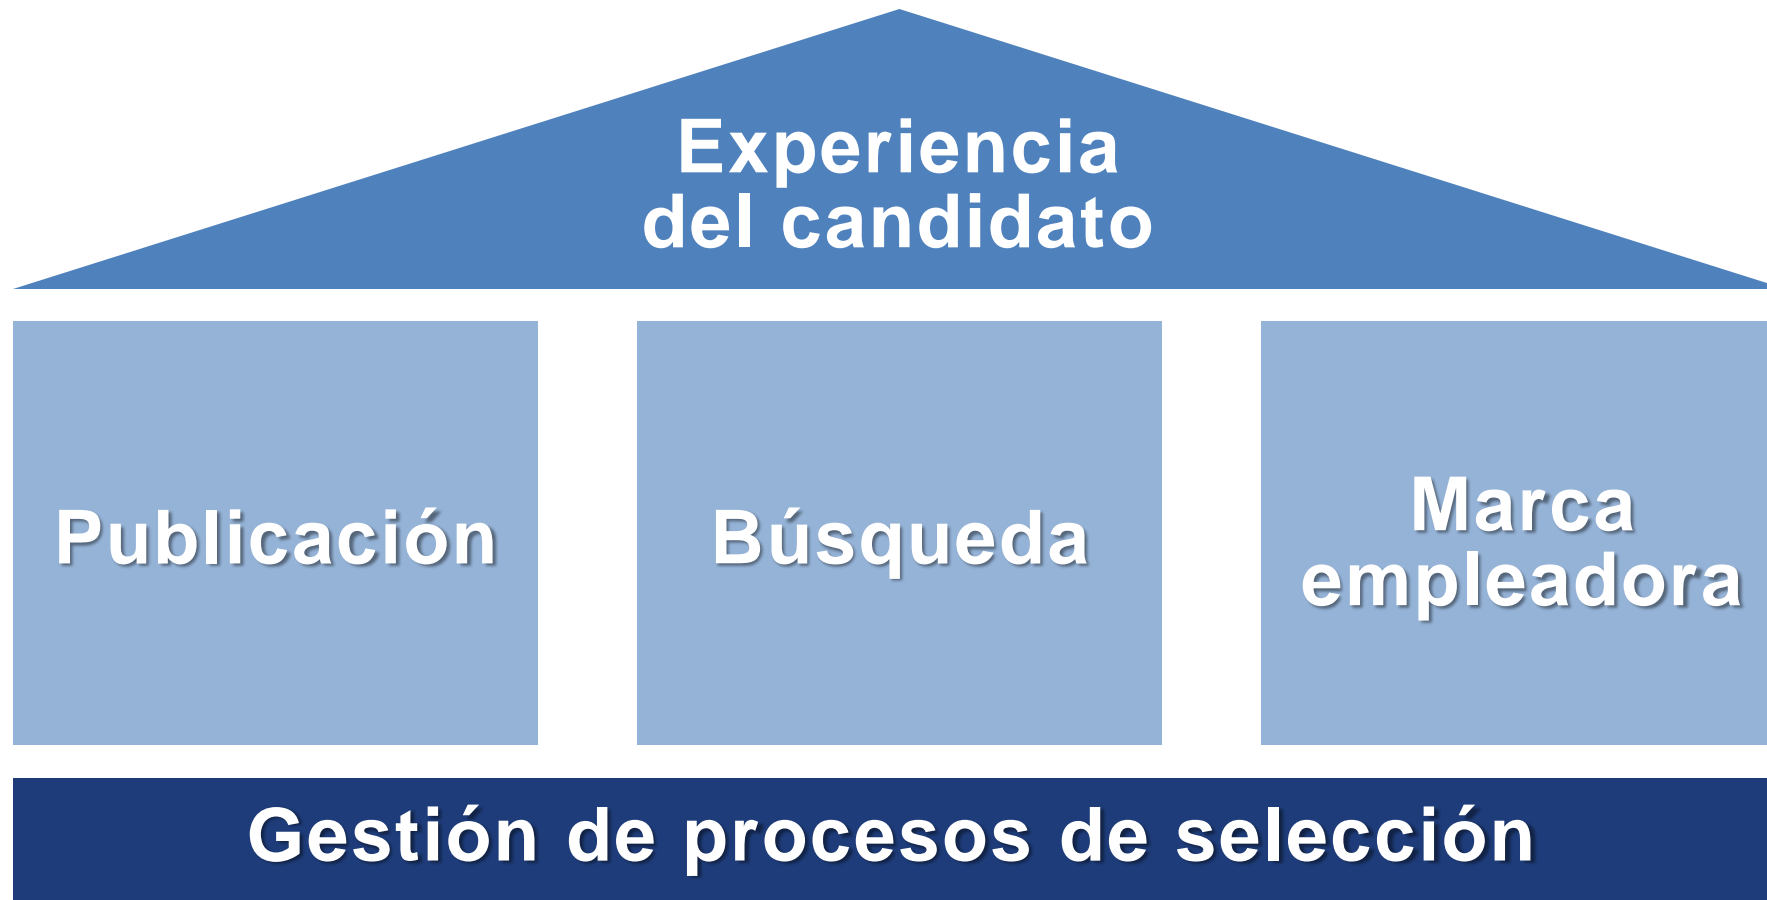 Experiencia
del candidato
Publicación
Búsqueda
Marca
empleadora
Gestión de procesos de selección